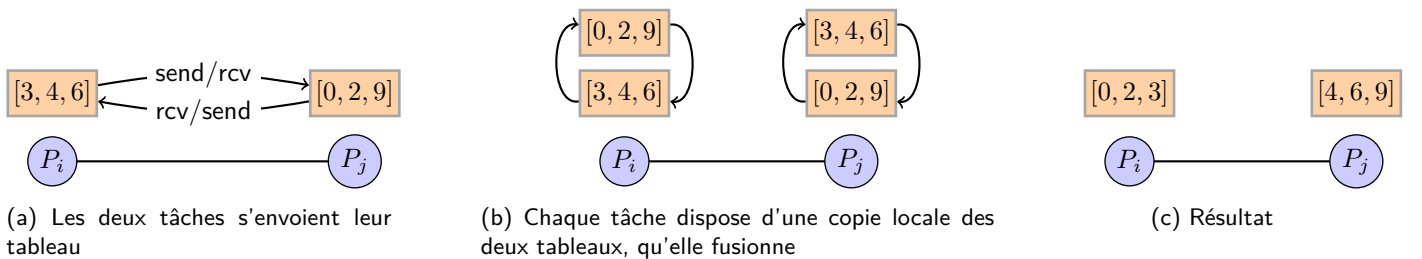 [0, 2, 9] [3, 4, 6]
[3, 4, 6] send/rcv [0, 2, 9] [3, 4, 6] [0, 2, 9] [0, 2, 3] [4, 6, 9]
rcv/send
P_i P_j P_i P_j P_i P_j
(a) Les deux tâches s'envoient leur
tableau
(b) Chaque tâche dispose d'une copie locale des
deux tableaux, qu'elle fusionne
(c) Résultat